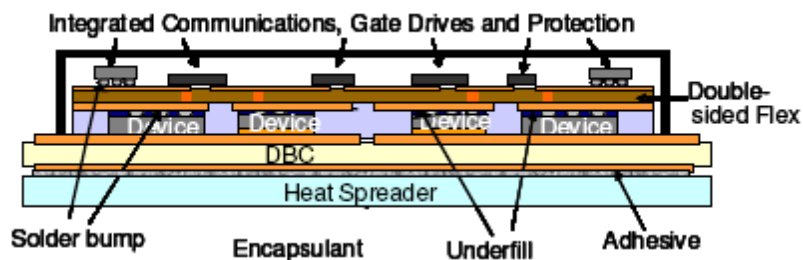 Integrated Communications, Gate Drives and Protection
Double-
sided Flex
Device Device Device Device
DBC
Heat Spreader
Solder bump Encapsulant Underfill Adhesive